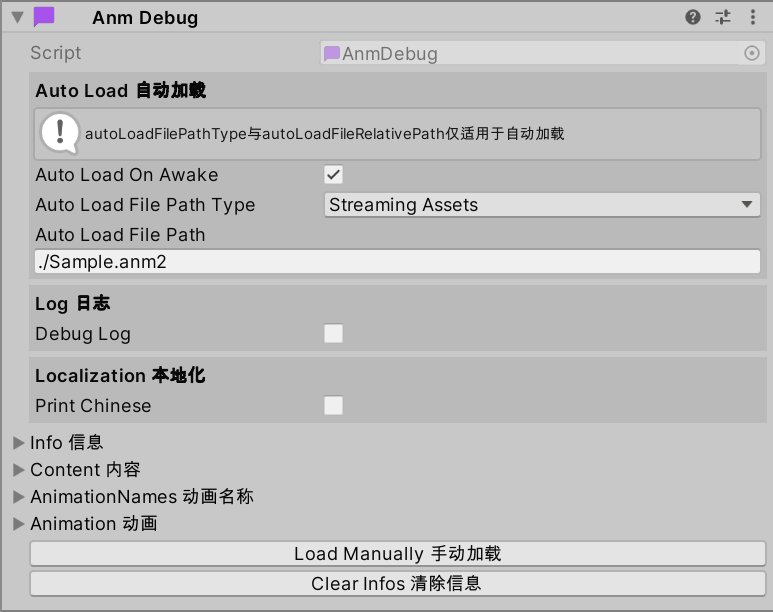 Anm Debug
Script AnmDebug
Auto Load 自动加载
autoLoadFilePathType与autoLoadFileRelativePath仅适用于自动加载
Auto Load On Awake
Auto Load File Path Type Streaming Assets
Auto Load File Path
./Sample.anm2
Log 日志
Debug Log
Localization 本地化
Print Chinese
Info 信息
Content 内容
AnimationNames 动画名称
Animation 动画
Load Manually 手动加载
Clear Infos 清除信息